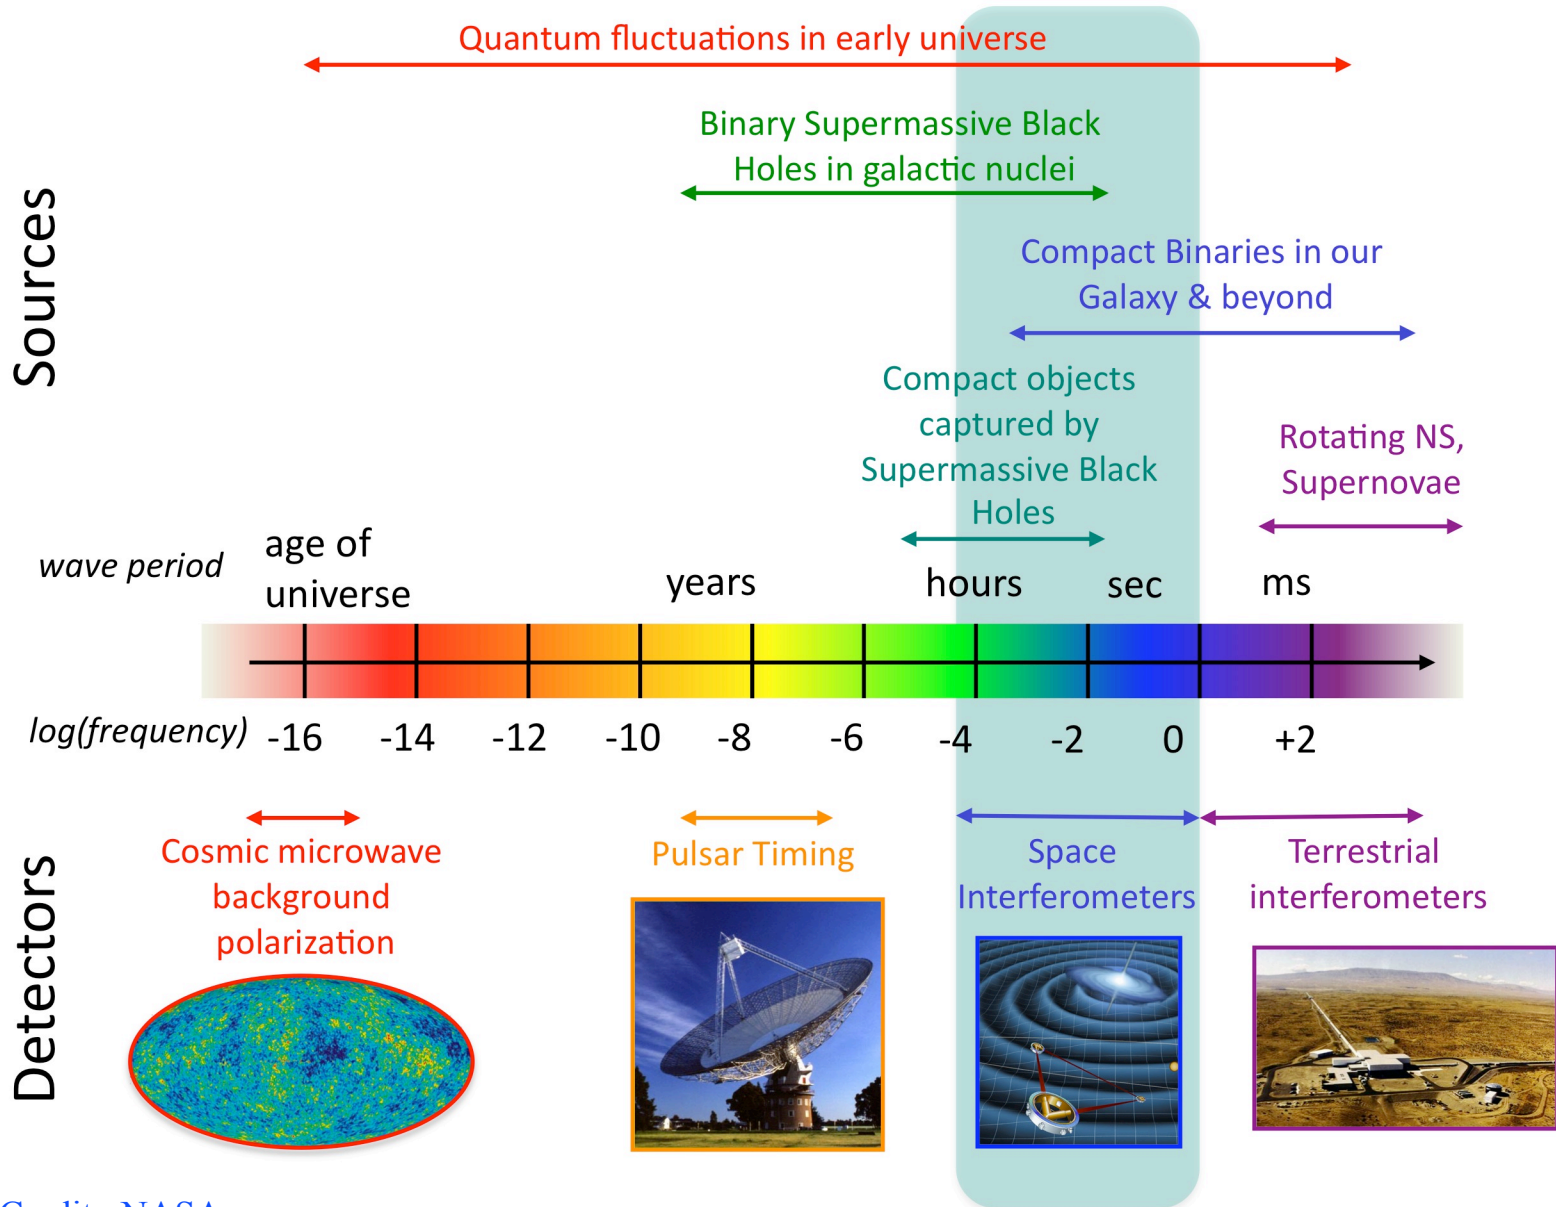 Quantum fluctuations in early universe
Binary Supermassive Black
Holes in galactic nuclei
Compact Binaries in our
Galaxy & beyond
Compact objects
captured by
Supermassive Black
Holes
Rotating NS,
Supernovae
Sources
wave period
age of
universe
years
hours
sec
ms
log(frequency)
-16
-14
-12
-10
-8
-6
-4
-2
0
+2
Detectors
Cosmic microwave
background
polarization
Pulsar Timing
Space
Interferometers
Terrestrial
interferometers
NASA